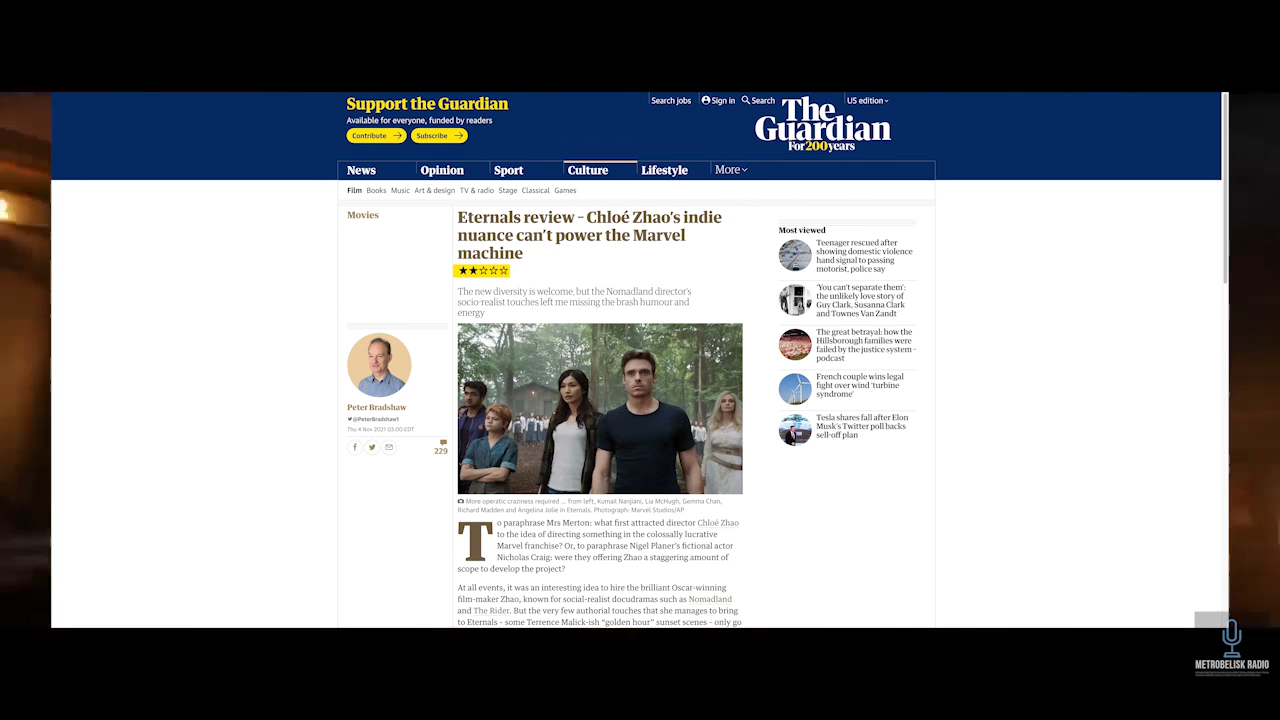 Support the Guardian
Available for everyone, funded by readers
Contribute
Subscribe
Search jobs
Sign in
Search
US edition
The
Guardian
For 200 years
News
Opinion
Sport
Culture
Lifestyle
More
Film
Books
Music
Art & design
TV & radio
Stage
Classical
Games
Movies
Eternals review – Chloé Zhao's indie
nuance can't power the Marvel
machine
★★☆☆☆
The new diversity is welcome, but the Nomadland director's
socio-realist touches left me missing the brash humour and
energy
Peter Bradshaw
@PeterBradshaw1
Thu 4 Nov 2021 03.00 EDT
229
More operatic craziness required ... from left, Kumail Nanjiani, Lia McHugh, Gemma Chan,
Richard Madden and Angelina Jolie in Eternals. Photograph: Marvel Studios/AP
To paraphrase Mrs Merton: what first attracted director Chloé Zhao
to the idea of directing something in the colossally lucrative
Marvel franchise? Or, to paraphrase Nigel Planer's fictional actor
Nicholas Craig: were they offering Zhao a staggering amount of
scope to develop the project?
At all events, it was an interesting idea to hire the brilliant Oscar-winning
film-maker Zhao, known for social-realist docudramas such as Nomadland
and The Rider. But the very few authorial touches that she manages to bring
to Eternals – some Terrence Malick-ish "golden hour" sunset scenes – only go
Most viewed
Teenager rescued after
showing domestic violence
hand signal to passing
motorist, police say
'You can't separate them':
the unlikely love story of
Guy Clark, Susanna Clark
and Townes Van Zandt
The great betrayal: how the
Hillsborough families were
failed by the justice system –
podcast
French couple wins legal
fight over wind 'turbine
syndrome'
Tesla shares fall after Elon
Musk's Twitter poll backs
sell-off plan
METROBELISK RADIO